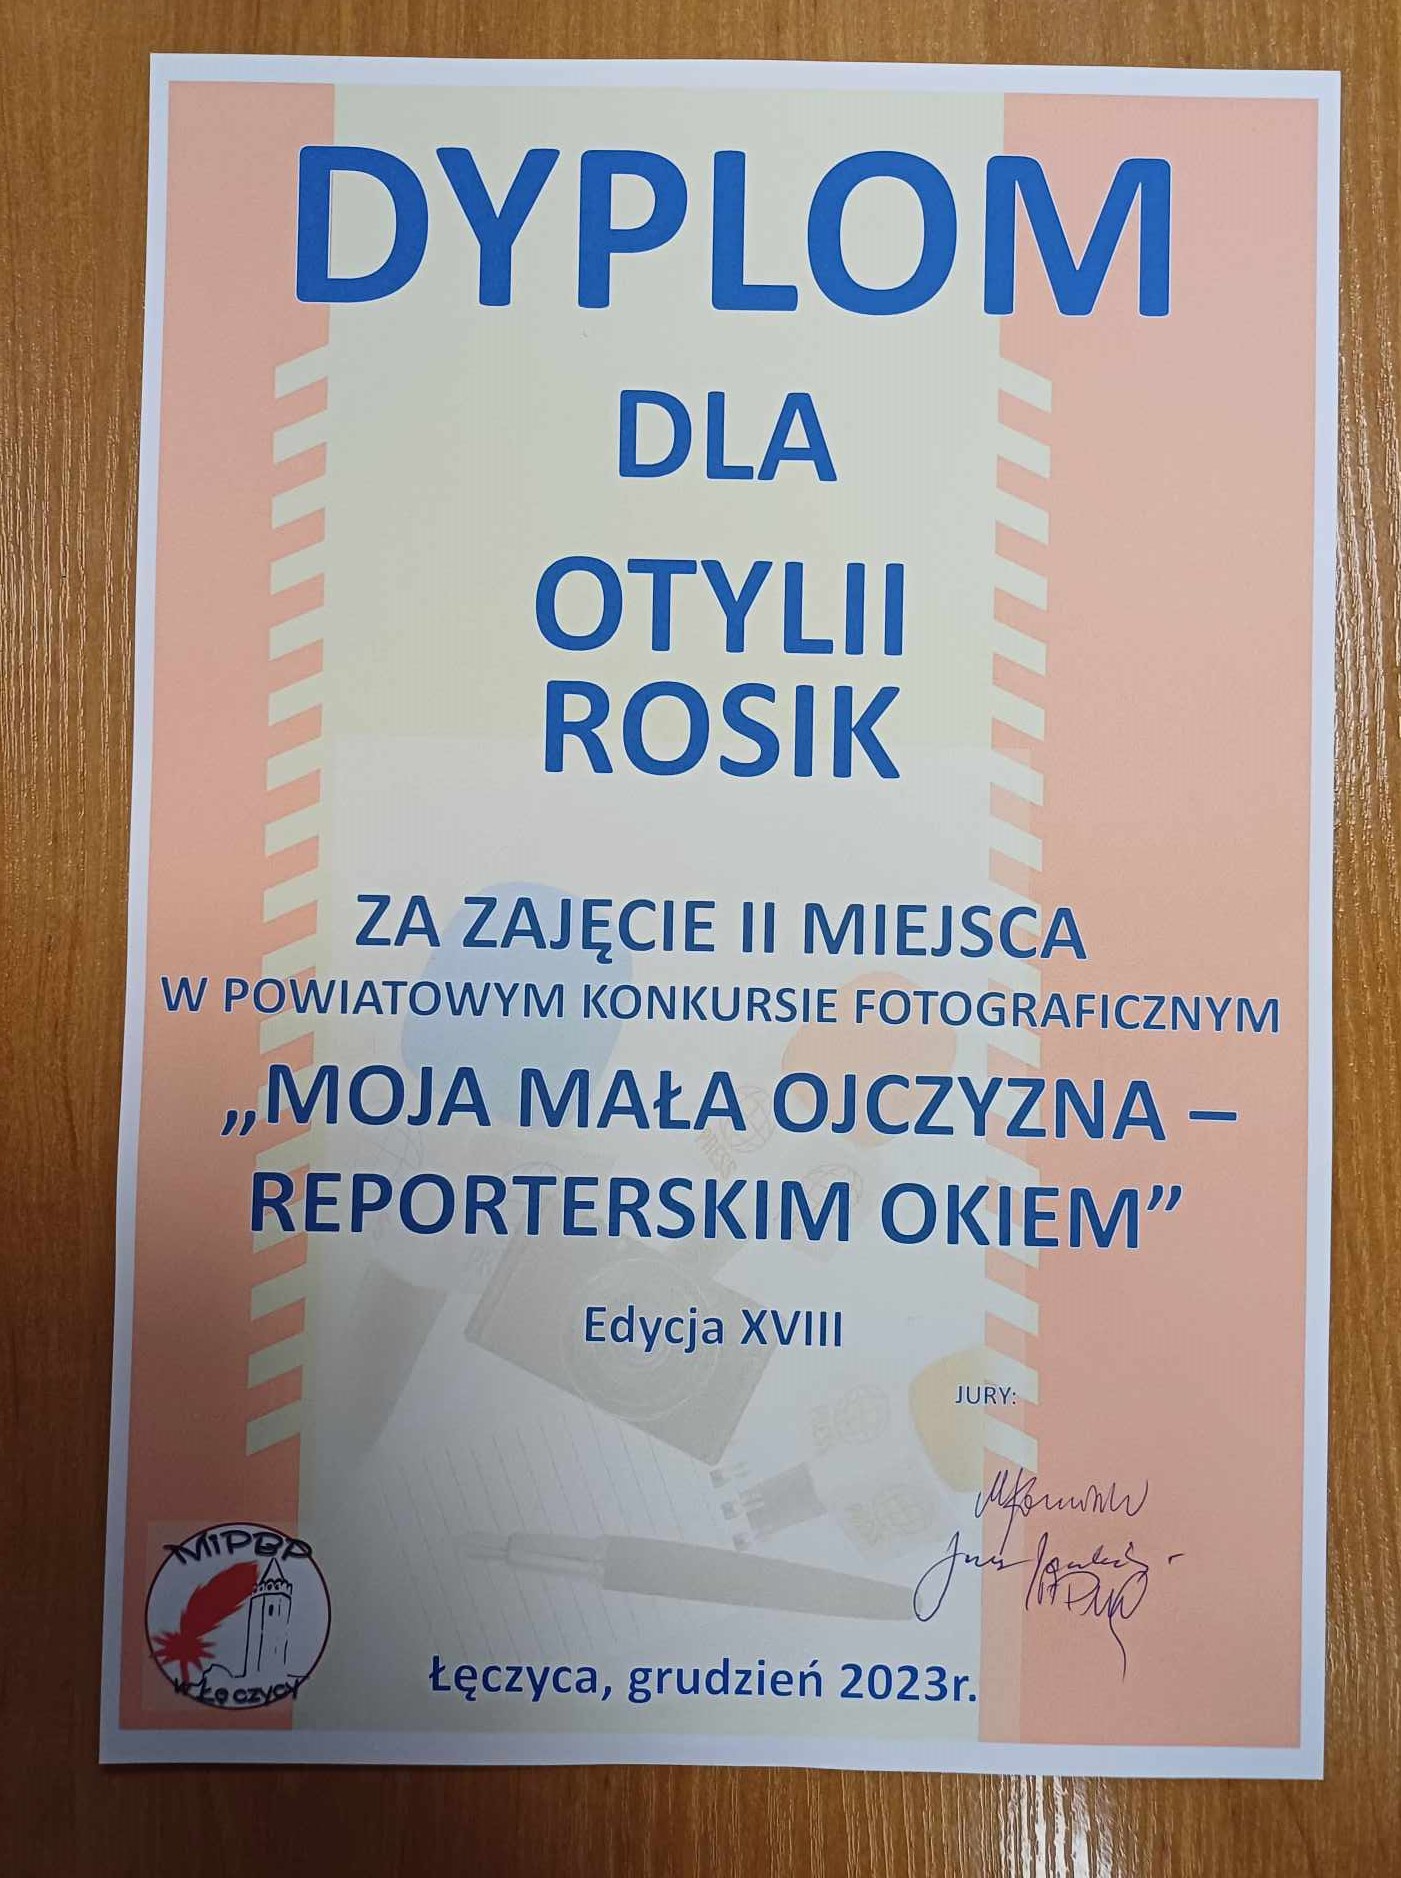 DYPLOM
DLA
OTYLII
ROSIK
ZA ZAJĘCIE II MIEJSCA
W POWIATOWYM KONKURSIE FOTOGRAFICZNYM
„MOJA MAŁA OJCZYZNA –
REPORTERSKIM OKIEM”
Edycja XVIII
JURY:
MIPBP
w Łęczycy
Łęczyca, grudzień 2023r.